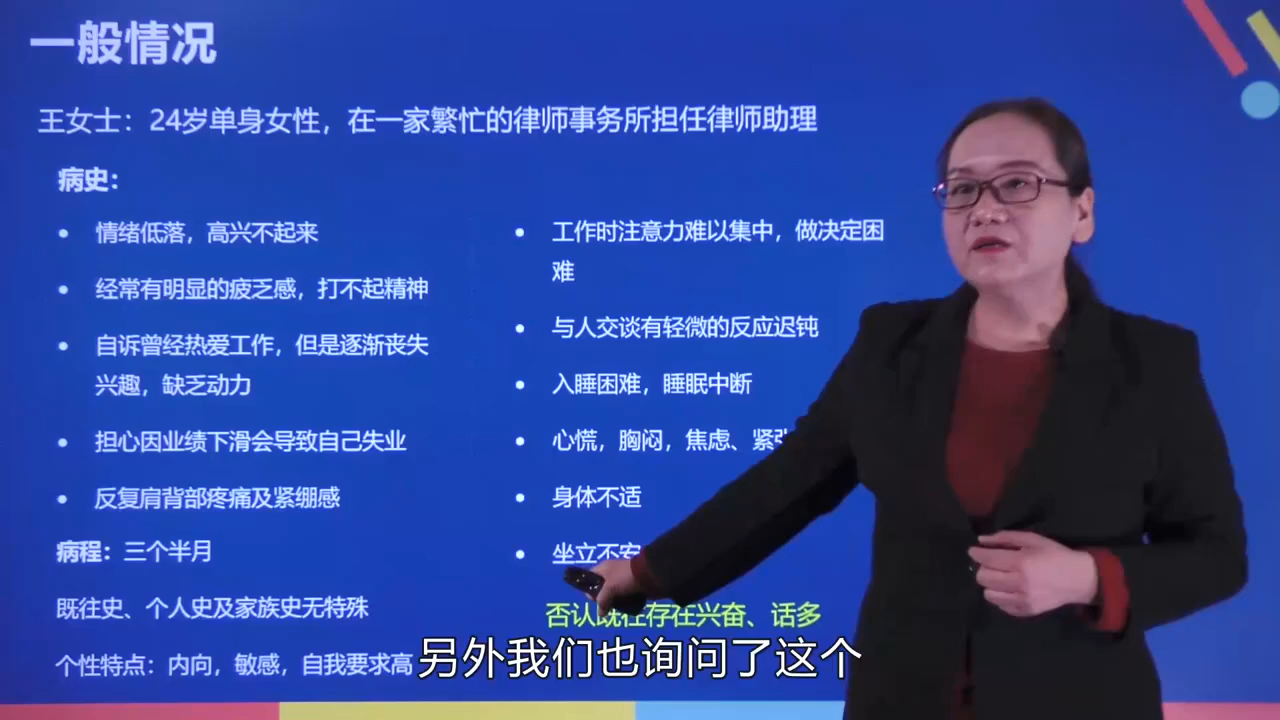 一般情况
王女士：24岁单身女性，在一家繁忙的律师事务所担任律师助理
病史：
• 情绪低落，高兴不起来
• 经常有明显的疲乏感，打不起精神
• 自诉曾经热爱工作，但是逐渐丧失
兴趣，缺乏动力
• 担心因业绩下滑会导致自己失业
• 反复肩背部疼痛及紧绷感
病程：三个半月
既往史、个人史及家族史无特殊
个性特点：内向，敏感，自我要求高
• 工作时注意力难以集中，做决定困
难
• 与人交谈有轻微的反应迟钝
• 入睡困难，睡眠中断
• 心慌，胸闷，焦虑、紧张
• 身体不适
• 坐立不安
否认既往存在兴奋、话多
另外我们也询问了这个